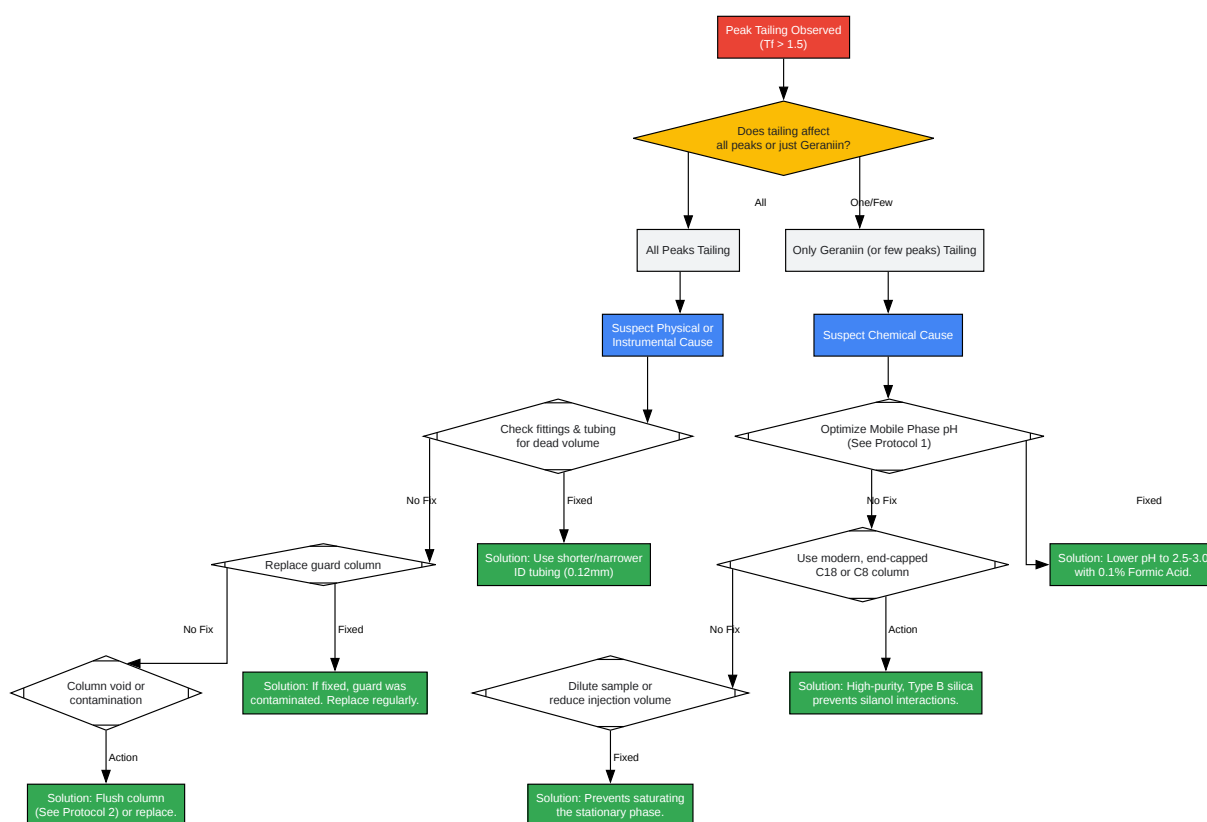 Peak Tailing Observed
(Tf > 1.5)
Does tailing affect
all peaks or just Geraniin?
All
One/Few
All Peaks Tailing
Only Geraniin (or few peaks) Tailing
Suspect Physical or
Instrumental Cause
Suspect Chemical Cause
Check fittings & tubing
for dead volume
Optimize Mobile Phase pH
(See Protocol 1)
No Fix
Fixed
No Fix
Fixed
Replace guard column
Solution: Use shorter/narrower
ID tubing (0.12mm)
Use modern, end-capped
C18 or C8 column
Solution: Lower pH to 2.5-3.0
with 0.1% Formic Acid.
No Fix
Fixed
No Fix
Action
Column void or
contamination
Solution: If fixed, guard was
contaminated. Replace regularly.
Dilute sample or
reduce injection volume
Solution: High-purity, Type B silica
prevents silanol interactions.
Action
Fixed
Solution: Flush column
(See Protocol 2) or replace.
Solution: Prevents saturating
the stationary phase.